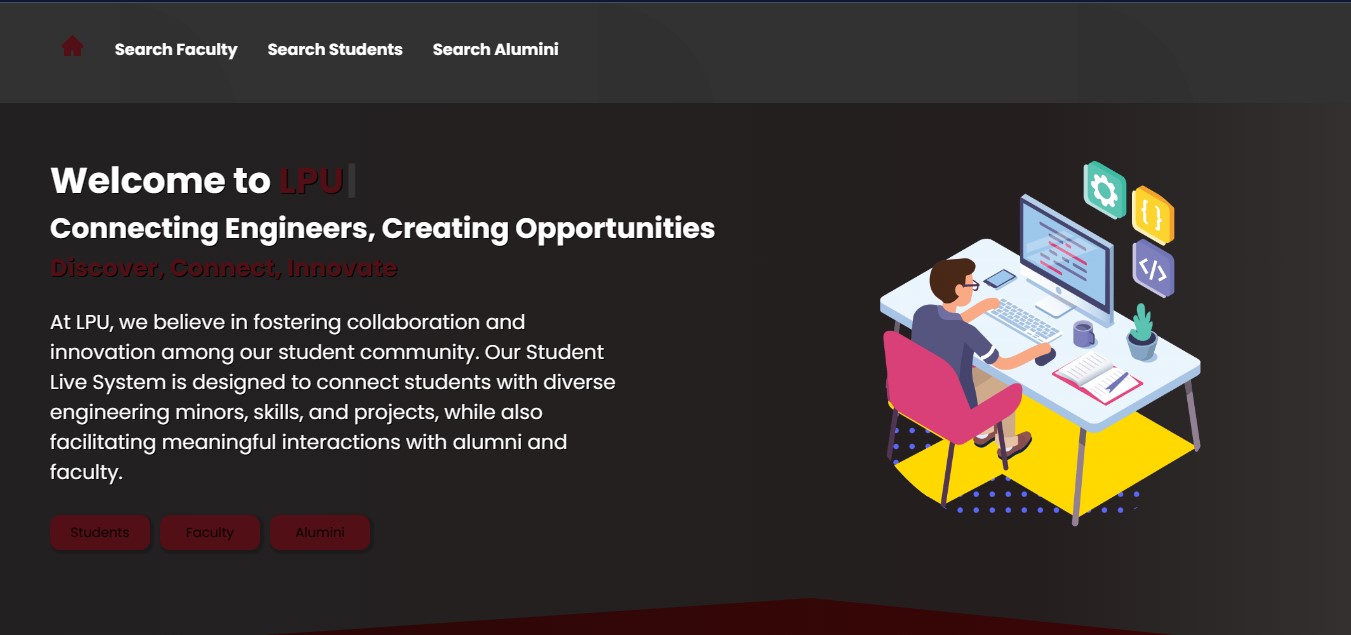 Search Faculty Search Students Search Alumini
Welcome to LPU
Connecting Engineers, Creating Opportunities
Discover, Connect, Innovate
At LPU, we believe in fostering collaboration and
innovation among our student community. Our Student
Live System is designed to connect students with diverse
engineering minors, skills, and projects, while also
facilitating meaningful interactions with alumni and
faculty.
Students Faculty Alumini